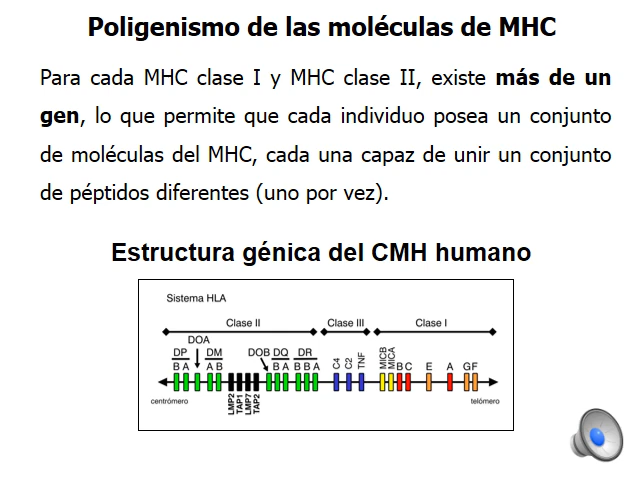 Poligenismo de las moléculas de MHC
Para cada MHC clase I y MHC clase II, existe más de un
gen, lo que permite que cada individuo posea un conjunto
de moléculas del MHC, cada una capaz de unir un conjunto
de péptidos diferentes (uno por vez).
Estructura génica del CMH humano
Sistema HLA
Clase II Clase III Clase I
DOA
DP DM DOB DQ DR
B A A B B A B B A C4 C2 TNF MICB MICA B C E A G F
centrómero LMP2 TAP1 LMP7 TAP2 telómero